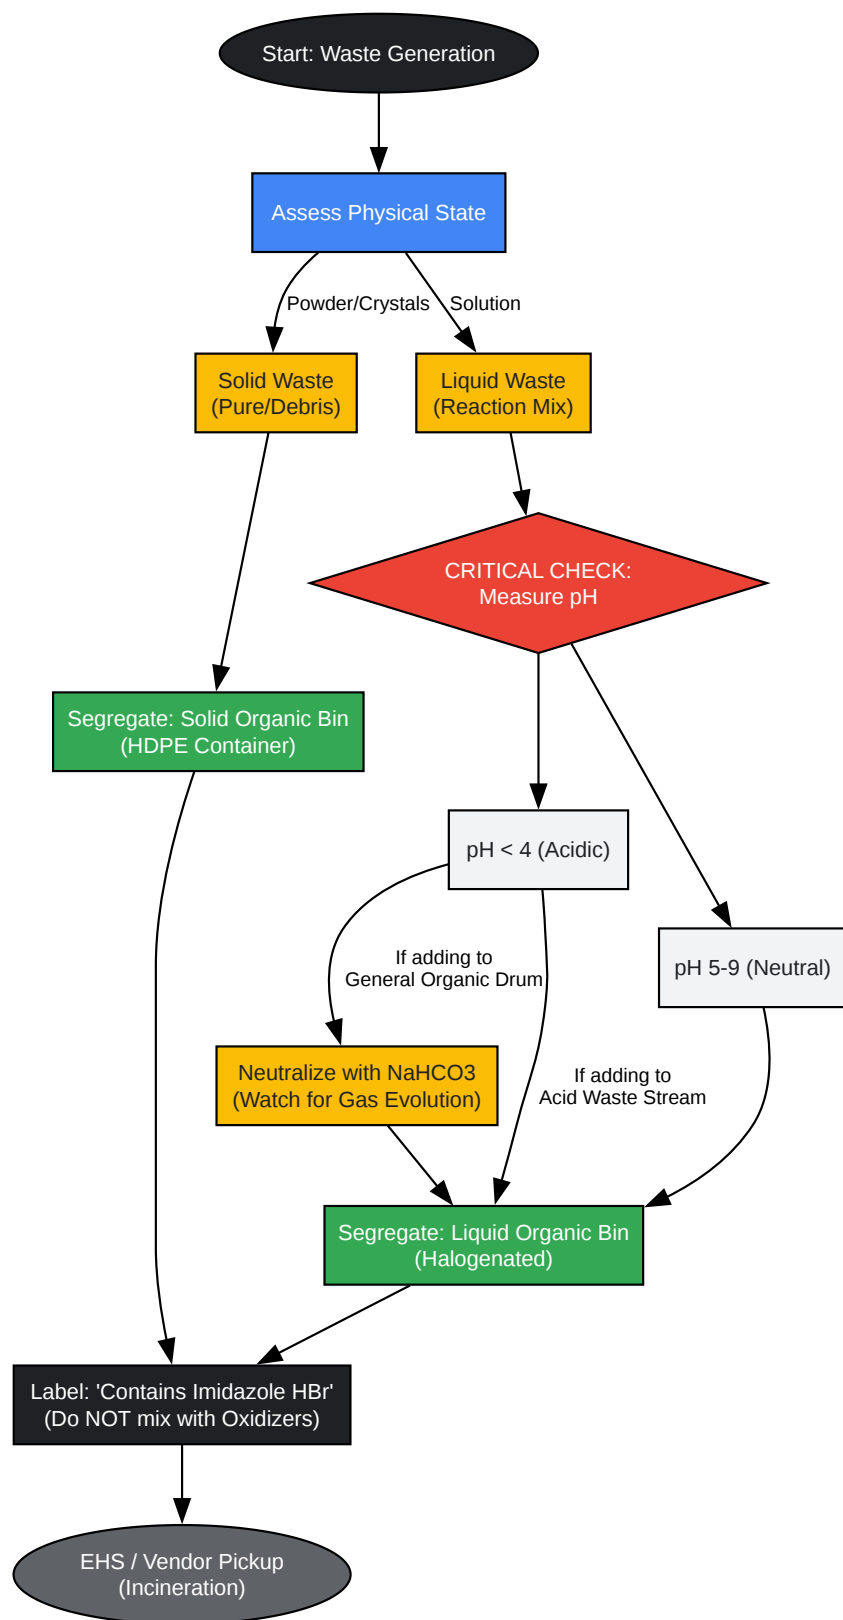 Start: Waste Generation
Assess Physical State
Powder/Crystals
Solution
Solid Waste
(Pure/Debris)
Liquid Waste
(Reaction Mix)
CRITICAL CHECK:
Measure pH
Segregate: Solid Organic Bin
(HDPE Container)
pH < 4 (Acidic)
pH 5-9 (Neutral)
If adding to
General Organic Drum
Neutralize with NaHCO3
(Watch for Gas Evolution)
If adding to
Acid Waste Stream
Segregate: Liquid Organic Bin
(Halogenated)
Label: 'Contains Imidazole HBr'
(Do NOT mix with Oxidizers)
EHS / Vendor Pickup
(Incineration)